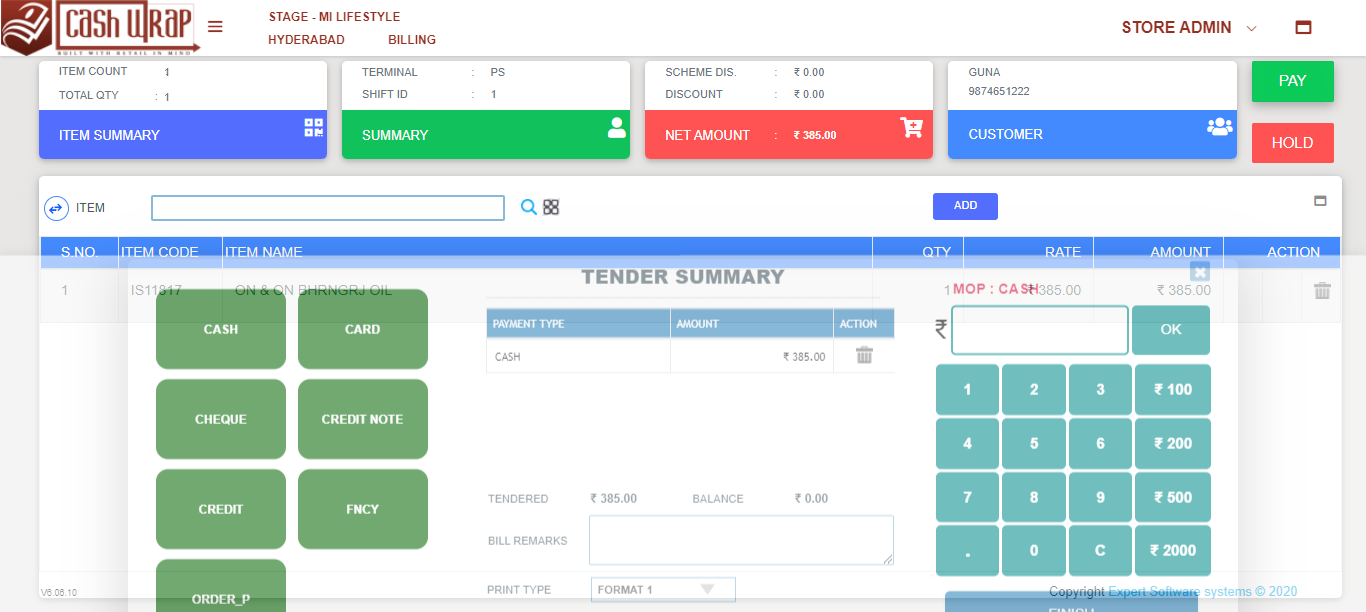 CASH WRAP
BUILT WITH RETAIL IN MIND
STAGE - MI LIFESTYLE
HYDERABAD BILLING
STORE ADMIN
ITEM COUNT 1
TOTAL QTY : 1
ITEM SUMMARY
TERMINAL : PS
SHIFT ID : 1
SUMMARY
SCHEME DIS. : ₹ 0.00
DISCOUNT : ₹ 0.00
NET AMOUNT : ₹ 385.00
GUNA
9874651222
CUSTOMER
PAY
HOLD
ITEM
ADD
S.NO. ITEM CODE ITEM NAME QTY RATE AMOUNT ACTION
1 IS11817 ON & ON BHRNGRJ OIL 1 ₹ 385.00 ₹ 385.00
TENDER SUMMARY
MOP : CASH
CASH CARD
CHEQUE CREDIT NOTE
CREDIT FNCY
ORDER_P
PAYMENT TYPE AMOUNT ACTION
CASH ₹ 385.00
TENDERED ₹ 385.00 BALANCE ₹ 0.00
BILL REMARKS
PRINT TYPE FORMAT 1
₹ OK
1 2 3 ₹ 100
4 5 6 ₹ 200
7 8 9 ₹ 500
. 0 C ₹ 2000
FINISH
V6.06.10
Copyright Expert Software systems © 2020